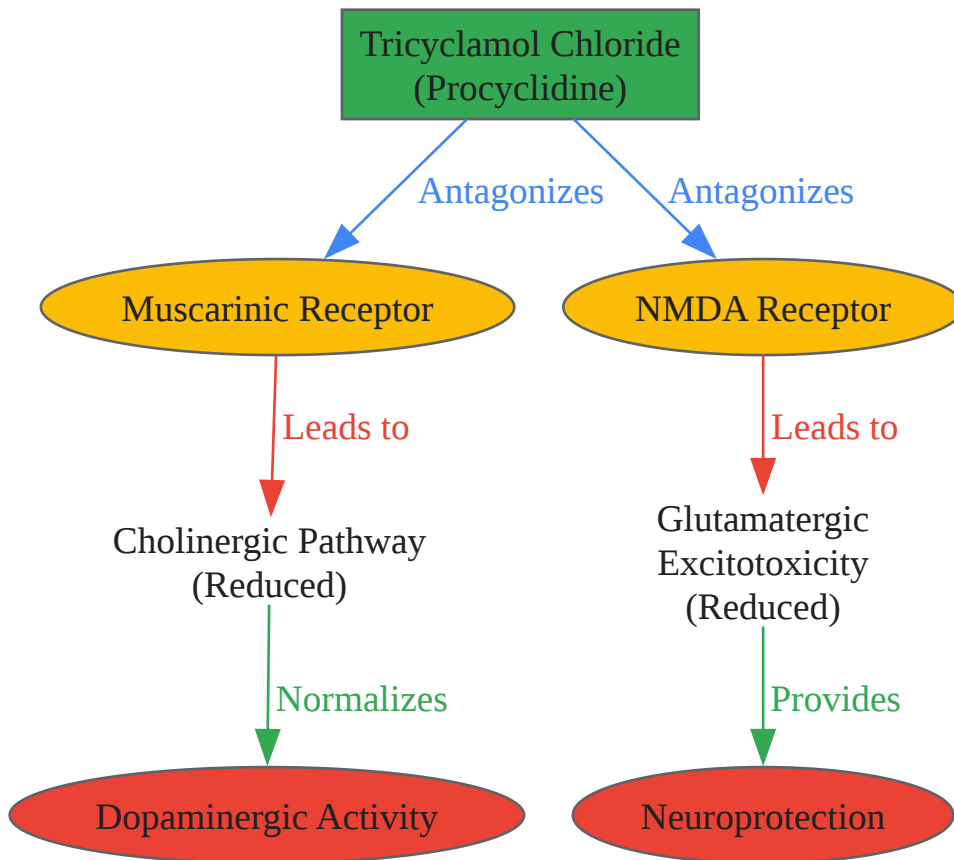 Tricyclamol Chloride
(Procyclidine)
Antagonizes
Antagonizes
Muscarinic Receptor
NMDA Receptor
Leads to
Leads to
Cholinergic Pathway
(Reduced)
Glutamatergic
Excitotoxicity
(Reduced)
Normalizes
Provides
Dopaminergic Activity
Neuroprotection